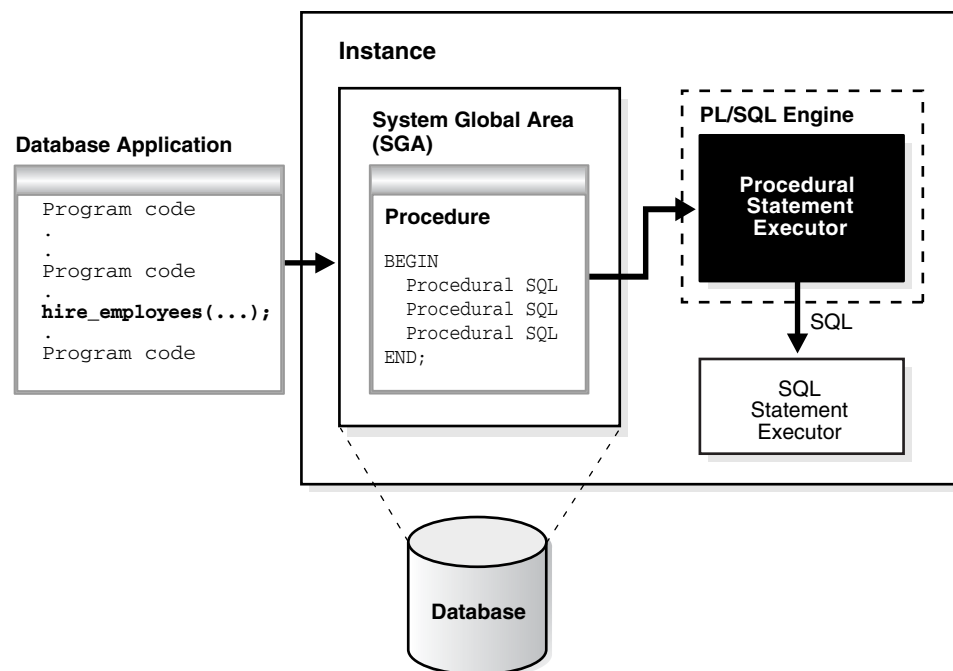 Instance
Database Application
Program code
.
.
Program code
.
hire_employees(...);
.
Program code
System Global Area
(SGA)
Procedure
BEGIN
Procedural SQL
Procedural SQL
Procedural SQL
END;
PL/SQL Engine
Procedural
Statement
Executor
SQL
SQL
Statement
Executor
Database